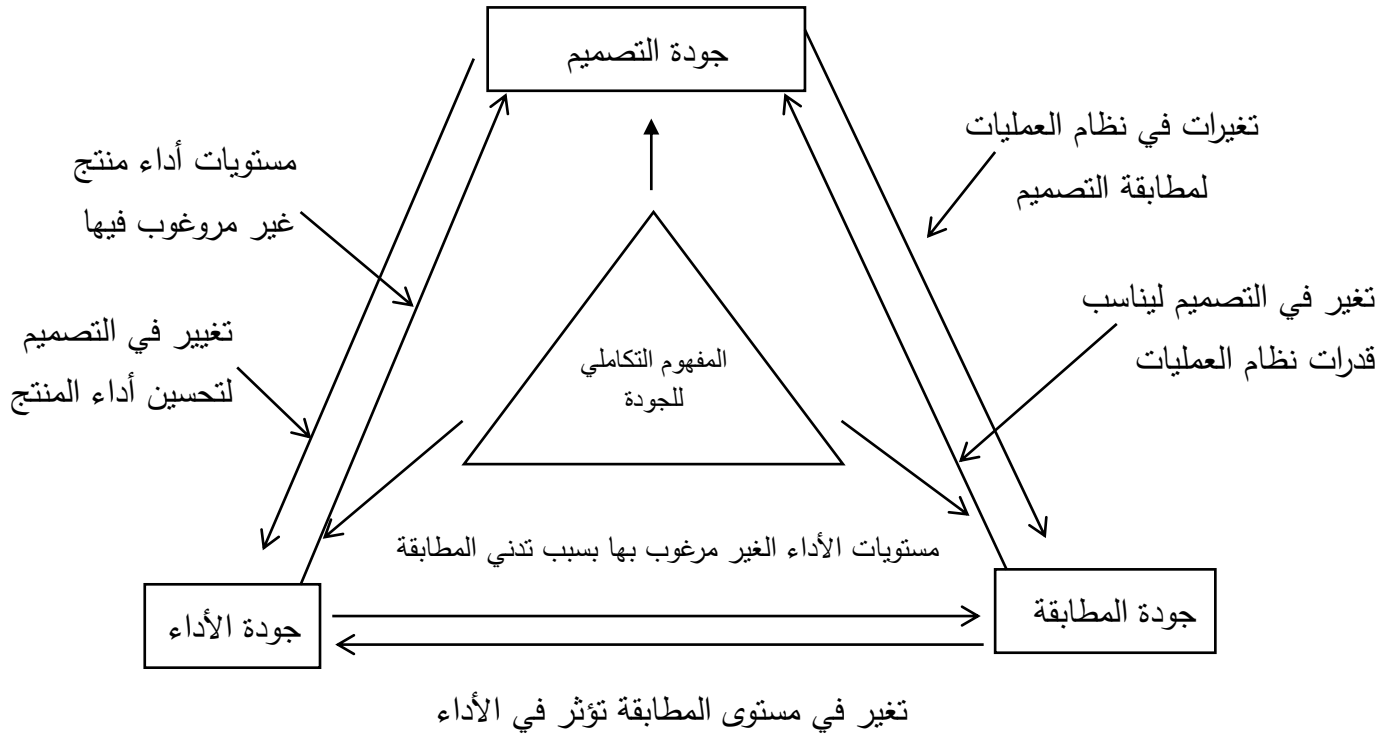 جودة التصميم
تغيرات في نظام العمليات
لمطابقة التصميم
مستويات أداء منتج
غير مروغوب فيها
تغير في التصميم ليناسب
قدرات نظام العمليات
تغيير في التصميم
لتحسين أداء المنتج
المفهوم التكاملي
للجودة
مستويات الأداء الغير مرغوب بها بسبب تدني المطابقة
جودة المطابقة
جودة الأداء
تغير في مستوى المطابقة تؤثر في الأداء